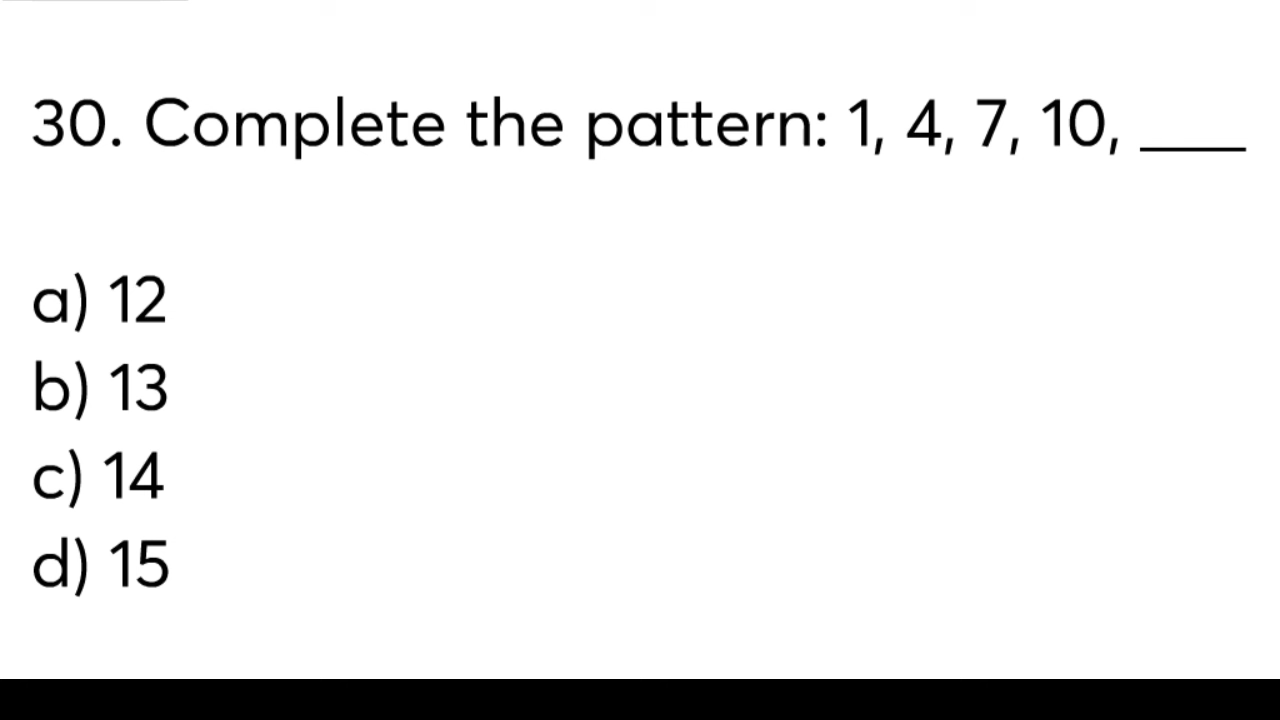 30. Complete the pattern: 1, 4, 7, 10, ____
a) 12
b) 13
c) 14
d) 15